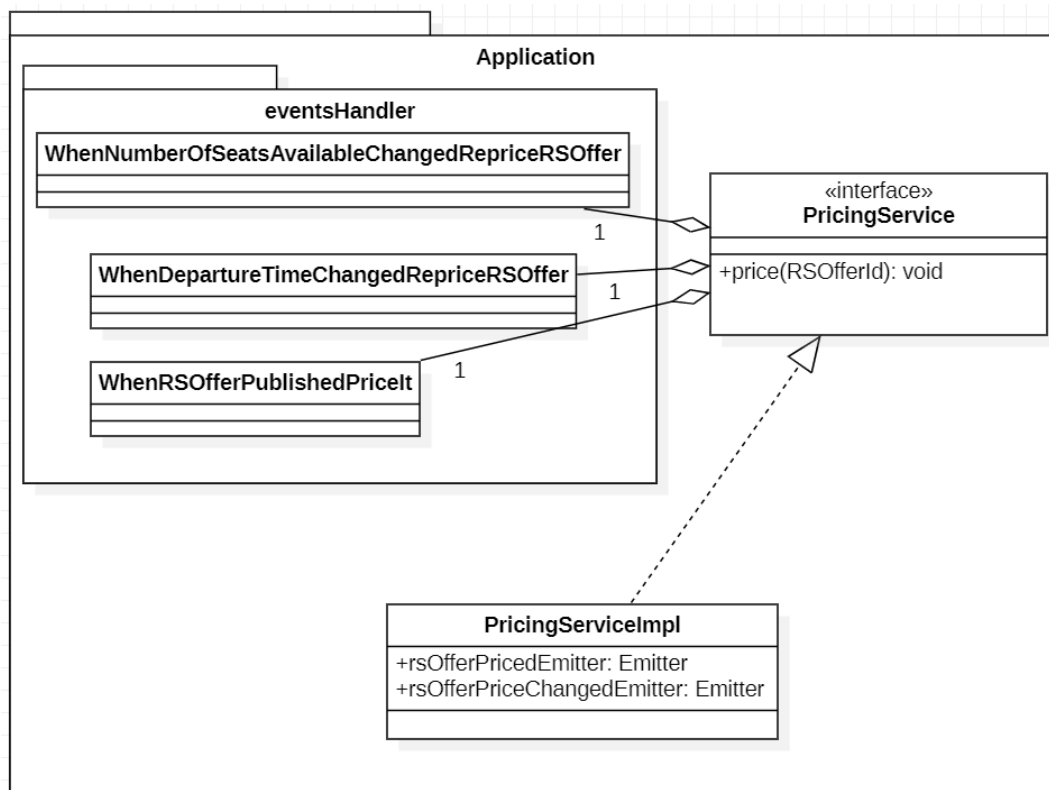 Application
eventsHandler
WhenNumberOfSeatsAvailableChangedRepriceRSOffer
1
WhenDepartureTimeChangedRepriceRSOffer
1
WhenRSOfferPublishedPriceIt
1
«interface»
PricingService
+price(RSOfferId): void
PricingServiceImpl
+rsOfferPricedEmitter: Emitter
+rsOfferPriceChangedEmitter: Emitter